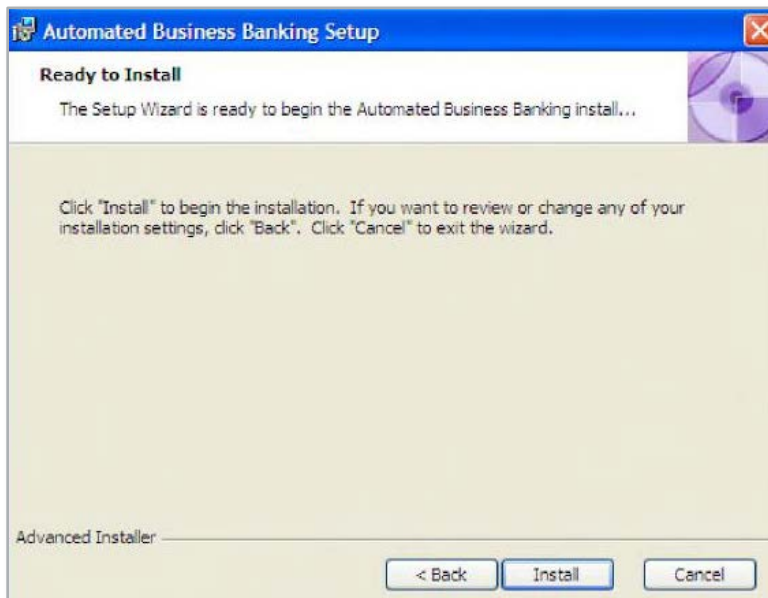 Automated Business Banking Setup
Ready to Install
The Setup Wizard is ready to begin the Automated Business Banking install...
Click "Install" to begin the installation. If you want to review or change any of your
installation settings, click "Back". Click "Cancel" to exit the wizard.
Advanced Installer
< Back Install Cancel